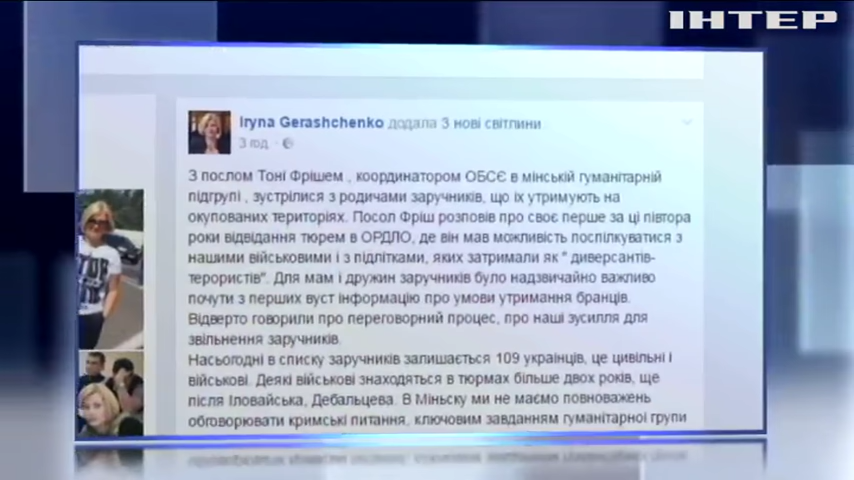 ІНТЕР
Iryna Gerashchenko додала 3 нові світлини
3 год ·
З послом Тоні Фрішем , координатором ОБСЄ в мінській гуманітарній
підгрупі , зустрілися з родичами заручників, що їх утримують на
окупованих територіях. Посол Фріш розповів про своє перше за ці півтора
роки відвідання тюрем в ОРДЛО, де він мав можливість поспілкуватися з
нашими військовими і з підлітками, яких затримали як " диверсантів-
терористів". Для мам і дружин заручників було надзвичайно важливо
почути з перших вуст інформацію про умови утримання бранців.
Відверто говорили про переговорний процес, про наші зусилля для
звільнення заручників.
Насьогодні в списку заручників залишається 109 українців, це цивільні і
військові. Деякі військові знаходяться в тюрмах більше двох років, ще
після Іловайська, Дебальцева. В Міньску ми не маємо повноважень
обговорювати кримські питання, ключовим завданням гуманітарної групи